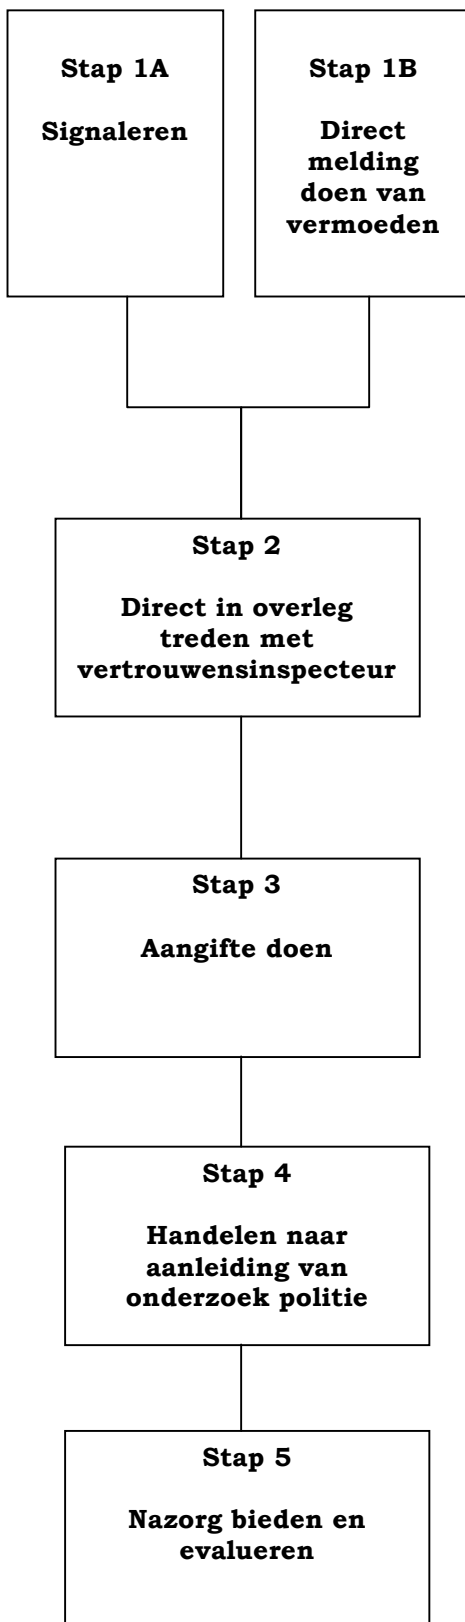 Stap 1A
Signaleren
Stap 1B
Direct
melding
doen van
vermoeden
Stap 2
Direct in overleg
treden met
vertrouwensinspecteur
Stap 3
Aangifte doen
Stap 4
Handelen naar
aanleiding van
onderzoek politie
Stap 5
Nazorg bieden en
evalueren